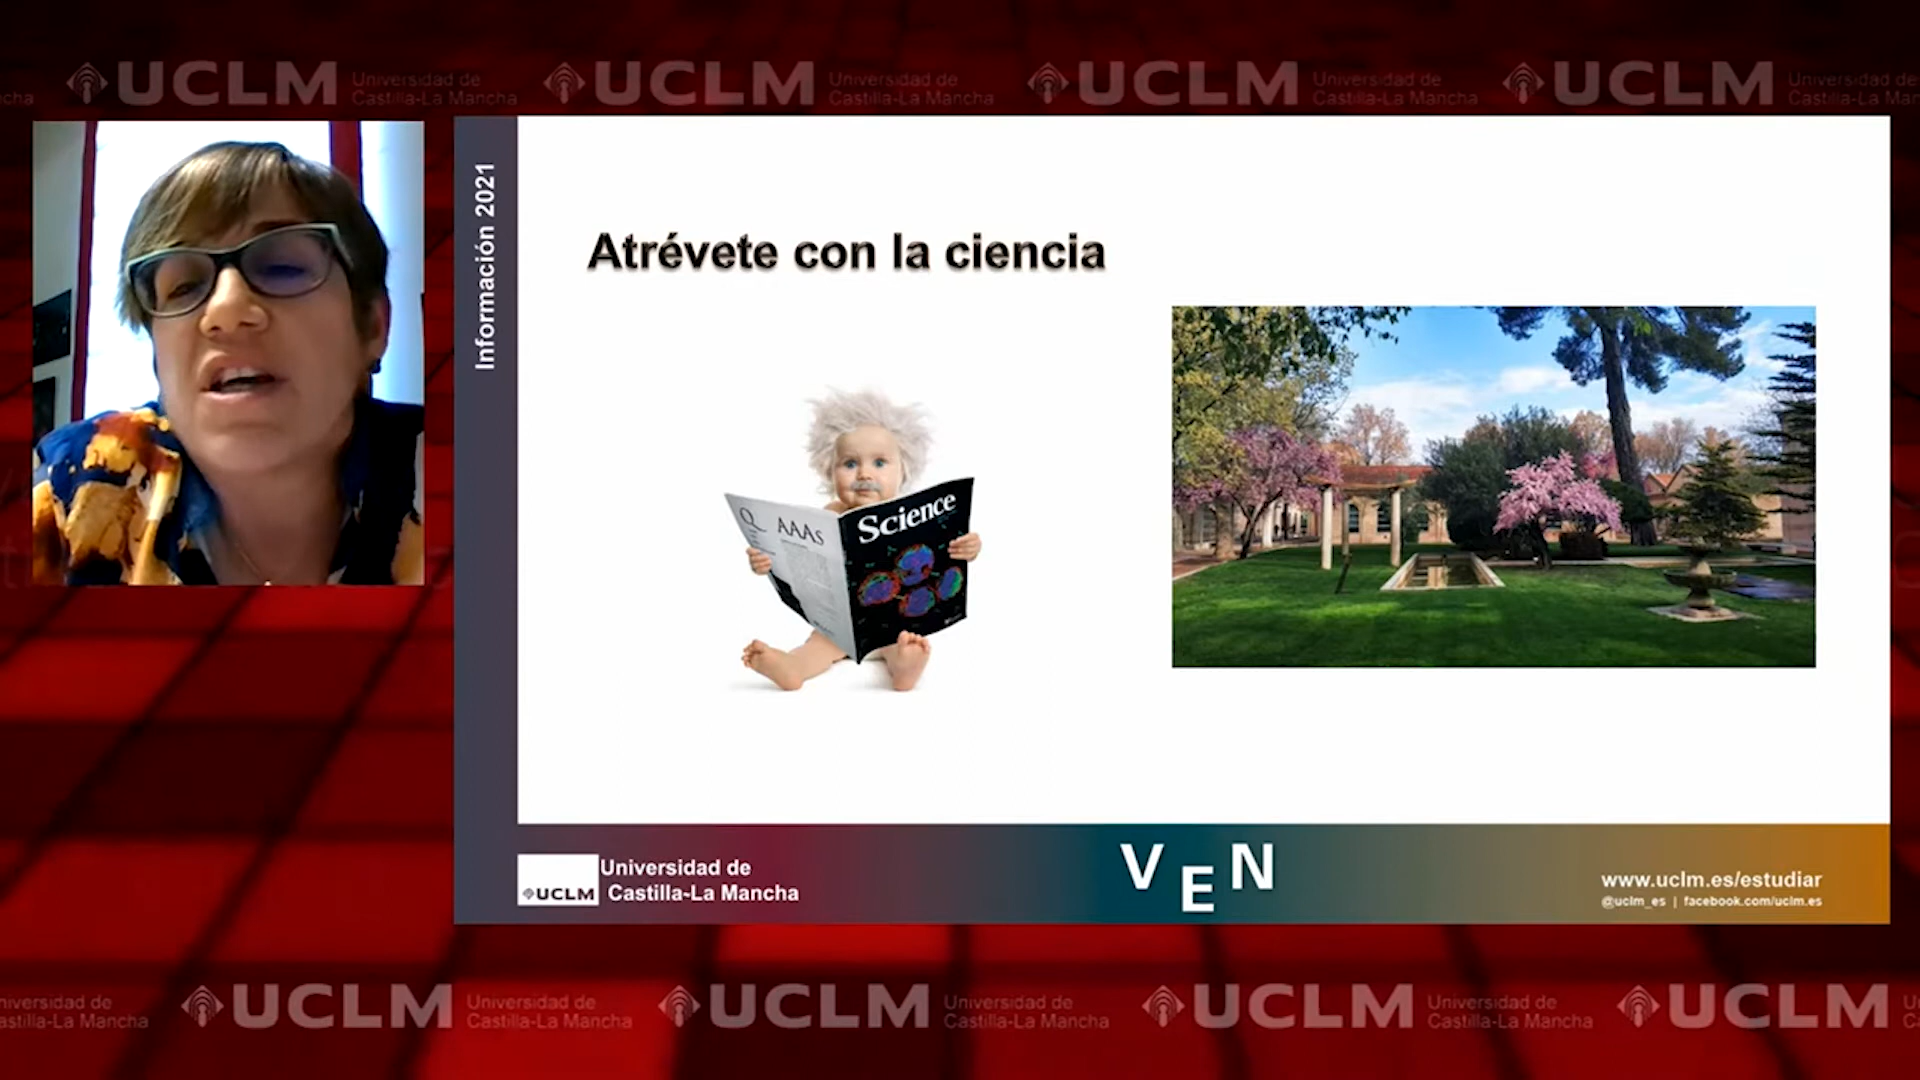 UCLM Universidad de Castilla-La Mancha
UCLM Universidad de Castilla-La Mancha
UCLM Universidad de Castilla-La Mancha
UCLM Universidad de
Información 2021
Atrévete con la ciencia
AAAS
Science
UCLM
Universidad de
Castilla-La Mancha
VEN
www.uclm.es/estudiar
@uclm_es | facebook.com/uclm.es
UCLM Universidad de Castilla-La Mancha
UCLM Universidad de Castilla-La Mancha
UCLM Universidad de Castilla-La Mancha
UCLM